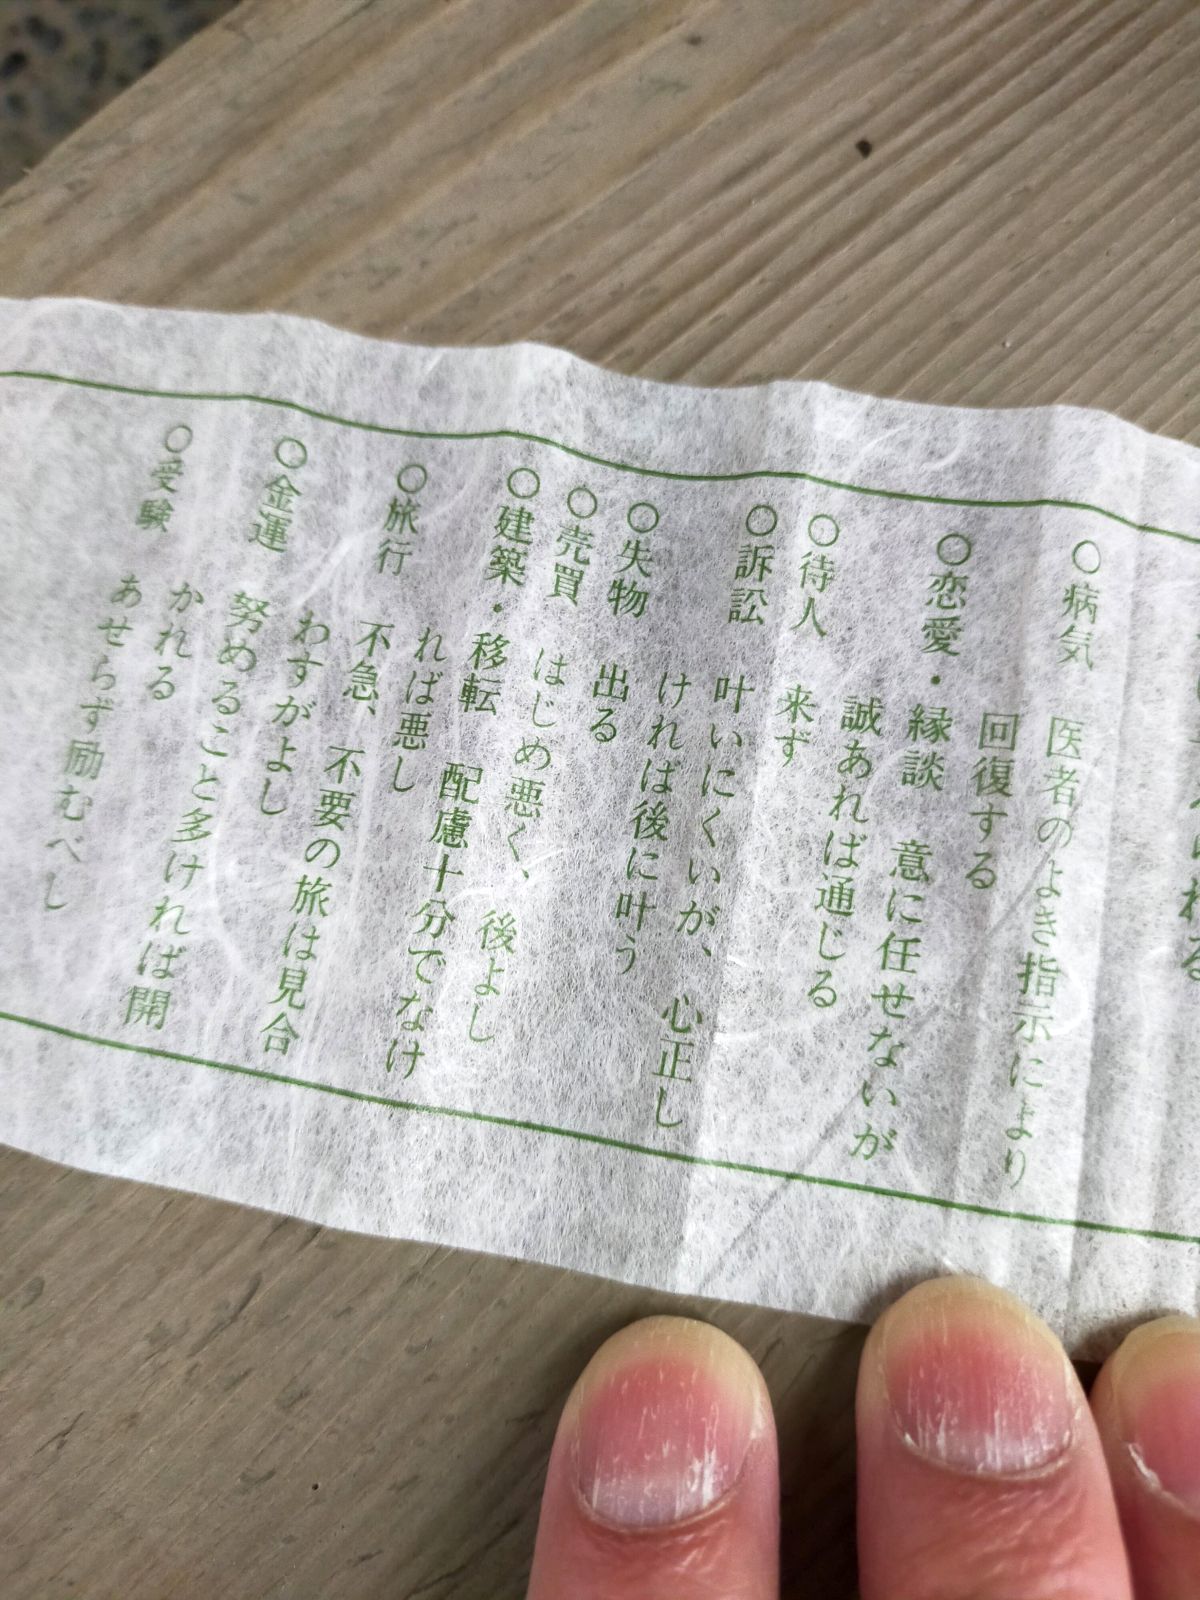 ○病気 医者のよき指示により
回復する
○恋愛・縁談 意に任せないが
誠あれば通じる
○待人 来ず
○訴訟 叶いにくいが、心正し
ければ後に叶う
○失物 出る
○売買 はじめ悪く、後よし
○建築・移転 配慮十分でなけ
れば悪し
○旅行 不急、不要の旅は見合
わすがよし
○金運 努めること多ければ開
かれる
○受験 あせらず励むべし